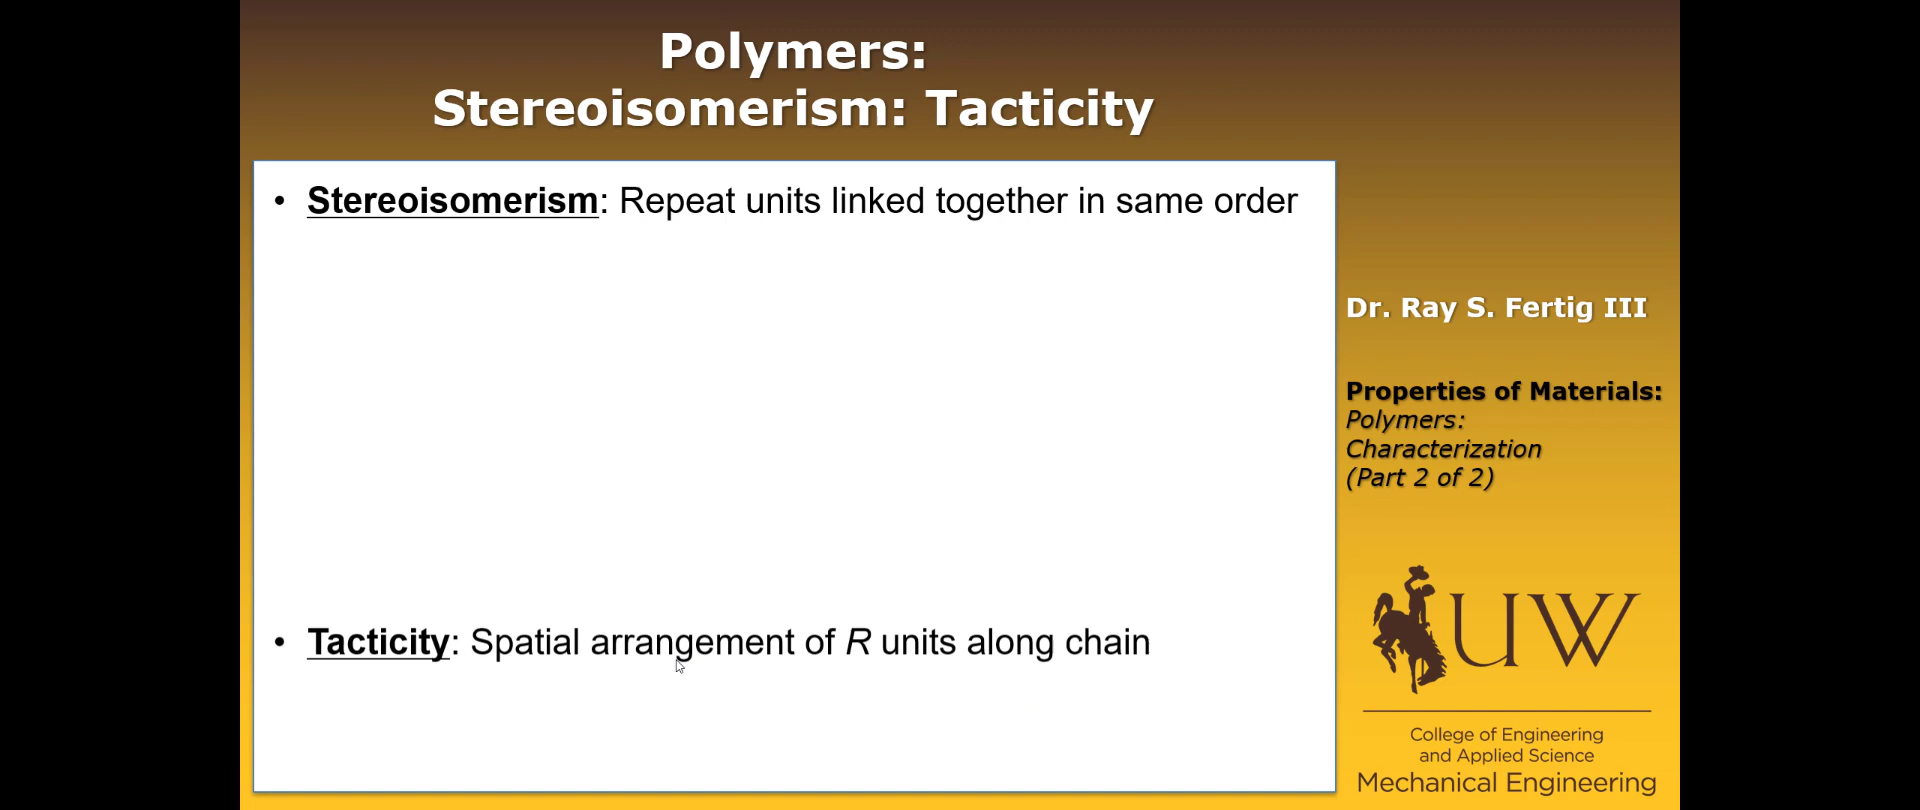 Polymers:
Stereoisomerism: Tacticity
• Stereoisomerism: Repeat units linked together in same order
• Tacticity: Spatial arrangement of R units along chain
Dr. Ray S. Fertig III
Properties of Materials:
Polymers:
Characterization
(Part 2 of 2)
UW
College of Engineering
and Applied Science
Mechanical Engineering